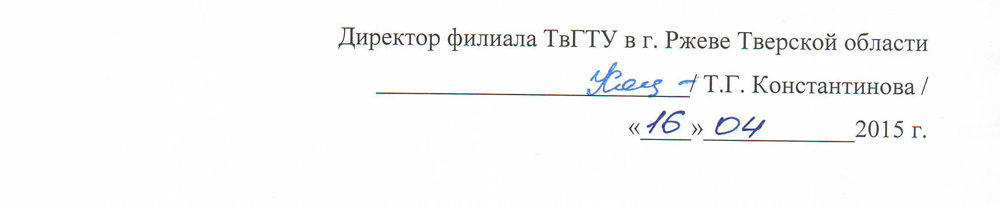 Директор филиала ТвГТУ в г. Ржеве Тверской области
/ Т.Г. Константинова /
«16» 04 2015 г.